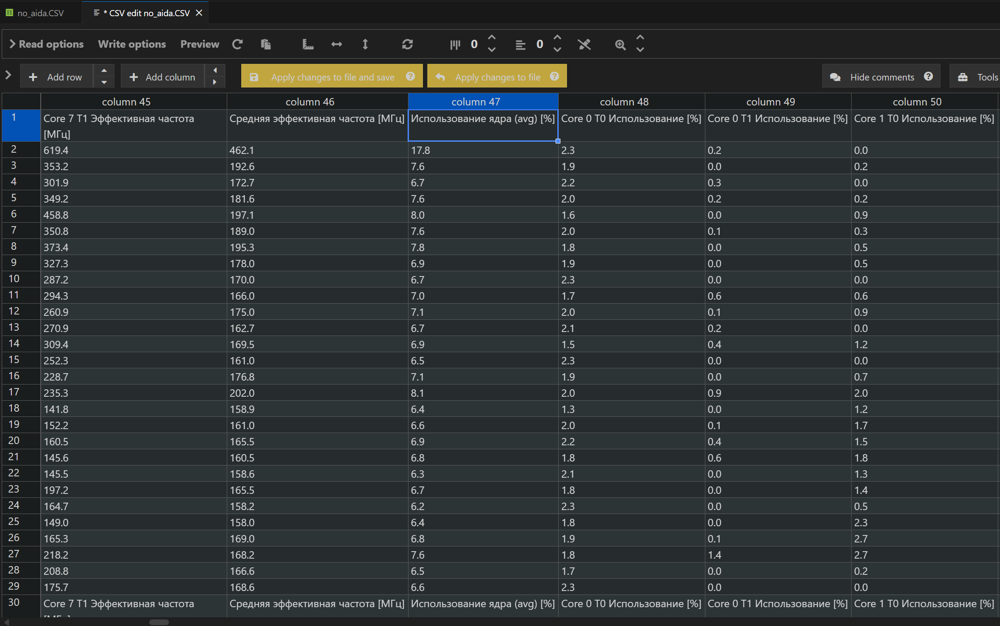 no_aida.CSV
* CSV edit no_aida.CSV
Read options Write options Preview 0 0
Add row Add column Apply changes to file and save Apply changes to file Hide comments Tools
column 45 column 46 column 47 column 48 column 49 column 50
1 Core 7 T1 Эффективная частота [МГц] Средняя эффективная частота [МГц] Использование ядра (avg) [%] Core 0 T0 Использование [%] Core 0 T1 Использование [%] Core 1 T0 Использование [%]
2 619.4 462.1 17.8 2.3 0.2 0.0
3 353.2 192.6 7.6 1.9 0.0 0.2
4 301.9 172.7 6.7 2.2 0.3 0.0
5 349.2 181.6 7.6 2.0 0.2 0.2
6 458.8 197.1 8.0 1.6 0.0 0.9
7 350.8 189.0 7.6 2.0 0.1 0.3
8 373.4 195.3 7.8 1.8 0.0 0.5
9 327.3 178.0 6.9 1.9 0.0 0.5
10 287.2 170.0 6.7 2.3 0.0 0.0
11 294.3 166.0 7.0 1.7 0.6 0.6
12 260.9 175.0 7.1 2.0 0.1 0.9
13 270.9 162.7 6.7 2.1 0.2 0.0
14 309.4 169.5 6.9 1.5 0.4 1.2
15 252.3 161.0 6.5 2.3 0.0 0.0
16 228.7 176.8 7.1 1.9 0.0 0.7
17 235.3 202.0 8.1 2.0 0.9 2.0
18 141.8 158.9 6.4 1.3 0.0 1.2
19 152.2 161.0 6.6 2.0 0.1 1.7
20 160.5 165.5 6.9 2.2 0.4 1.5
21 145.6 160.5 6.8 1.8 0.6 1.8
22 145.5 158.6 6.3 2.1 0.0 1.3
23 197.2 165.5 6.7 1.8 0.0 1.4
24 164.7 158.2 6.2 2.3 0.0 0.5
25 149.0 158.0 6.4 1.8 0.0 2.3
26 165.3 169.0 6.8 1.9 0.1 2.7
27 218.2 168.2 7.6 1.8 1.4 2.7
28 208.8 166.6 6.5 1.7 0.0 0.2
29 175.7 168.6 6.6 2.3 0.0 0.0
30 Core 7 T1 Эффективная частота Средняя эффективная частота [МГц] Использование ядра (avg) [%] Core 0 T0 Использование [%] Core 0 T1 Использование [%] Core 1 T0 Использование [%]